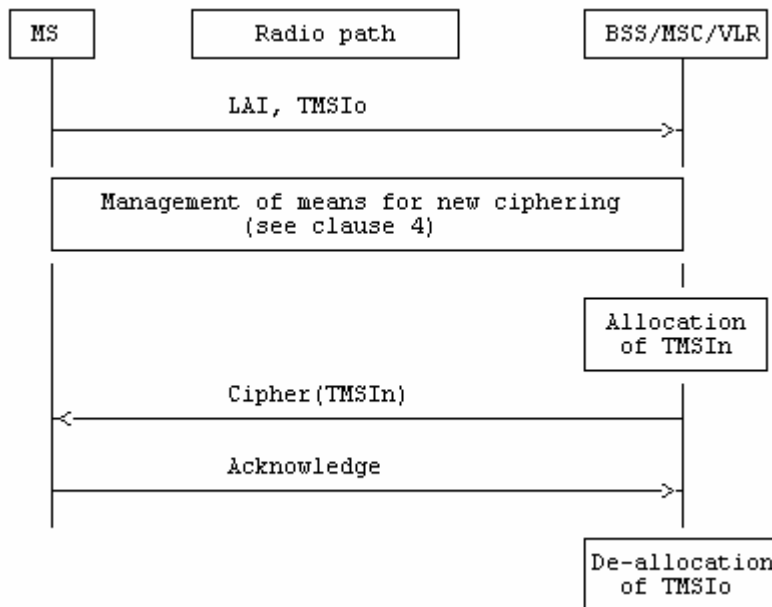 MS
Radio path
BSS/MSC/VLR
LAI, TMSIo
Management of means for new ciphering
(see clause 4)
Allocation
of TMSIn
Cipher(TMSIn)
Acknowledge
De-allocation
of TMSIo